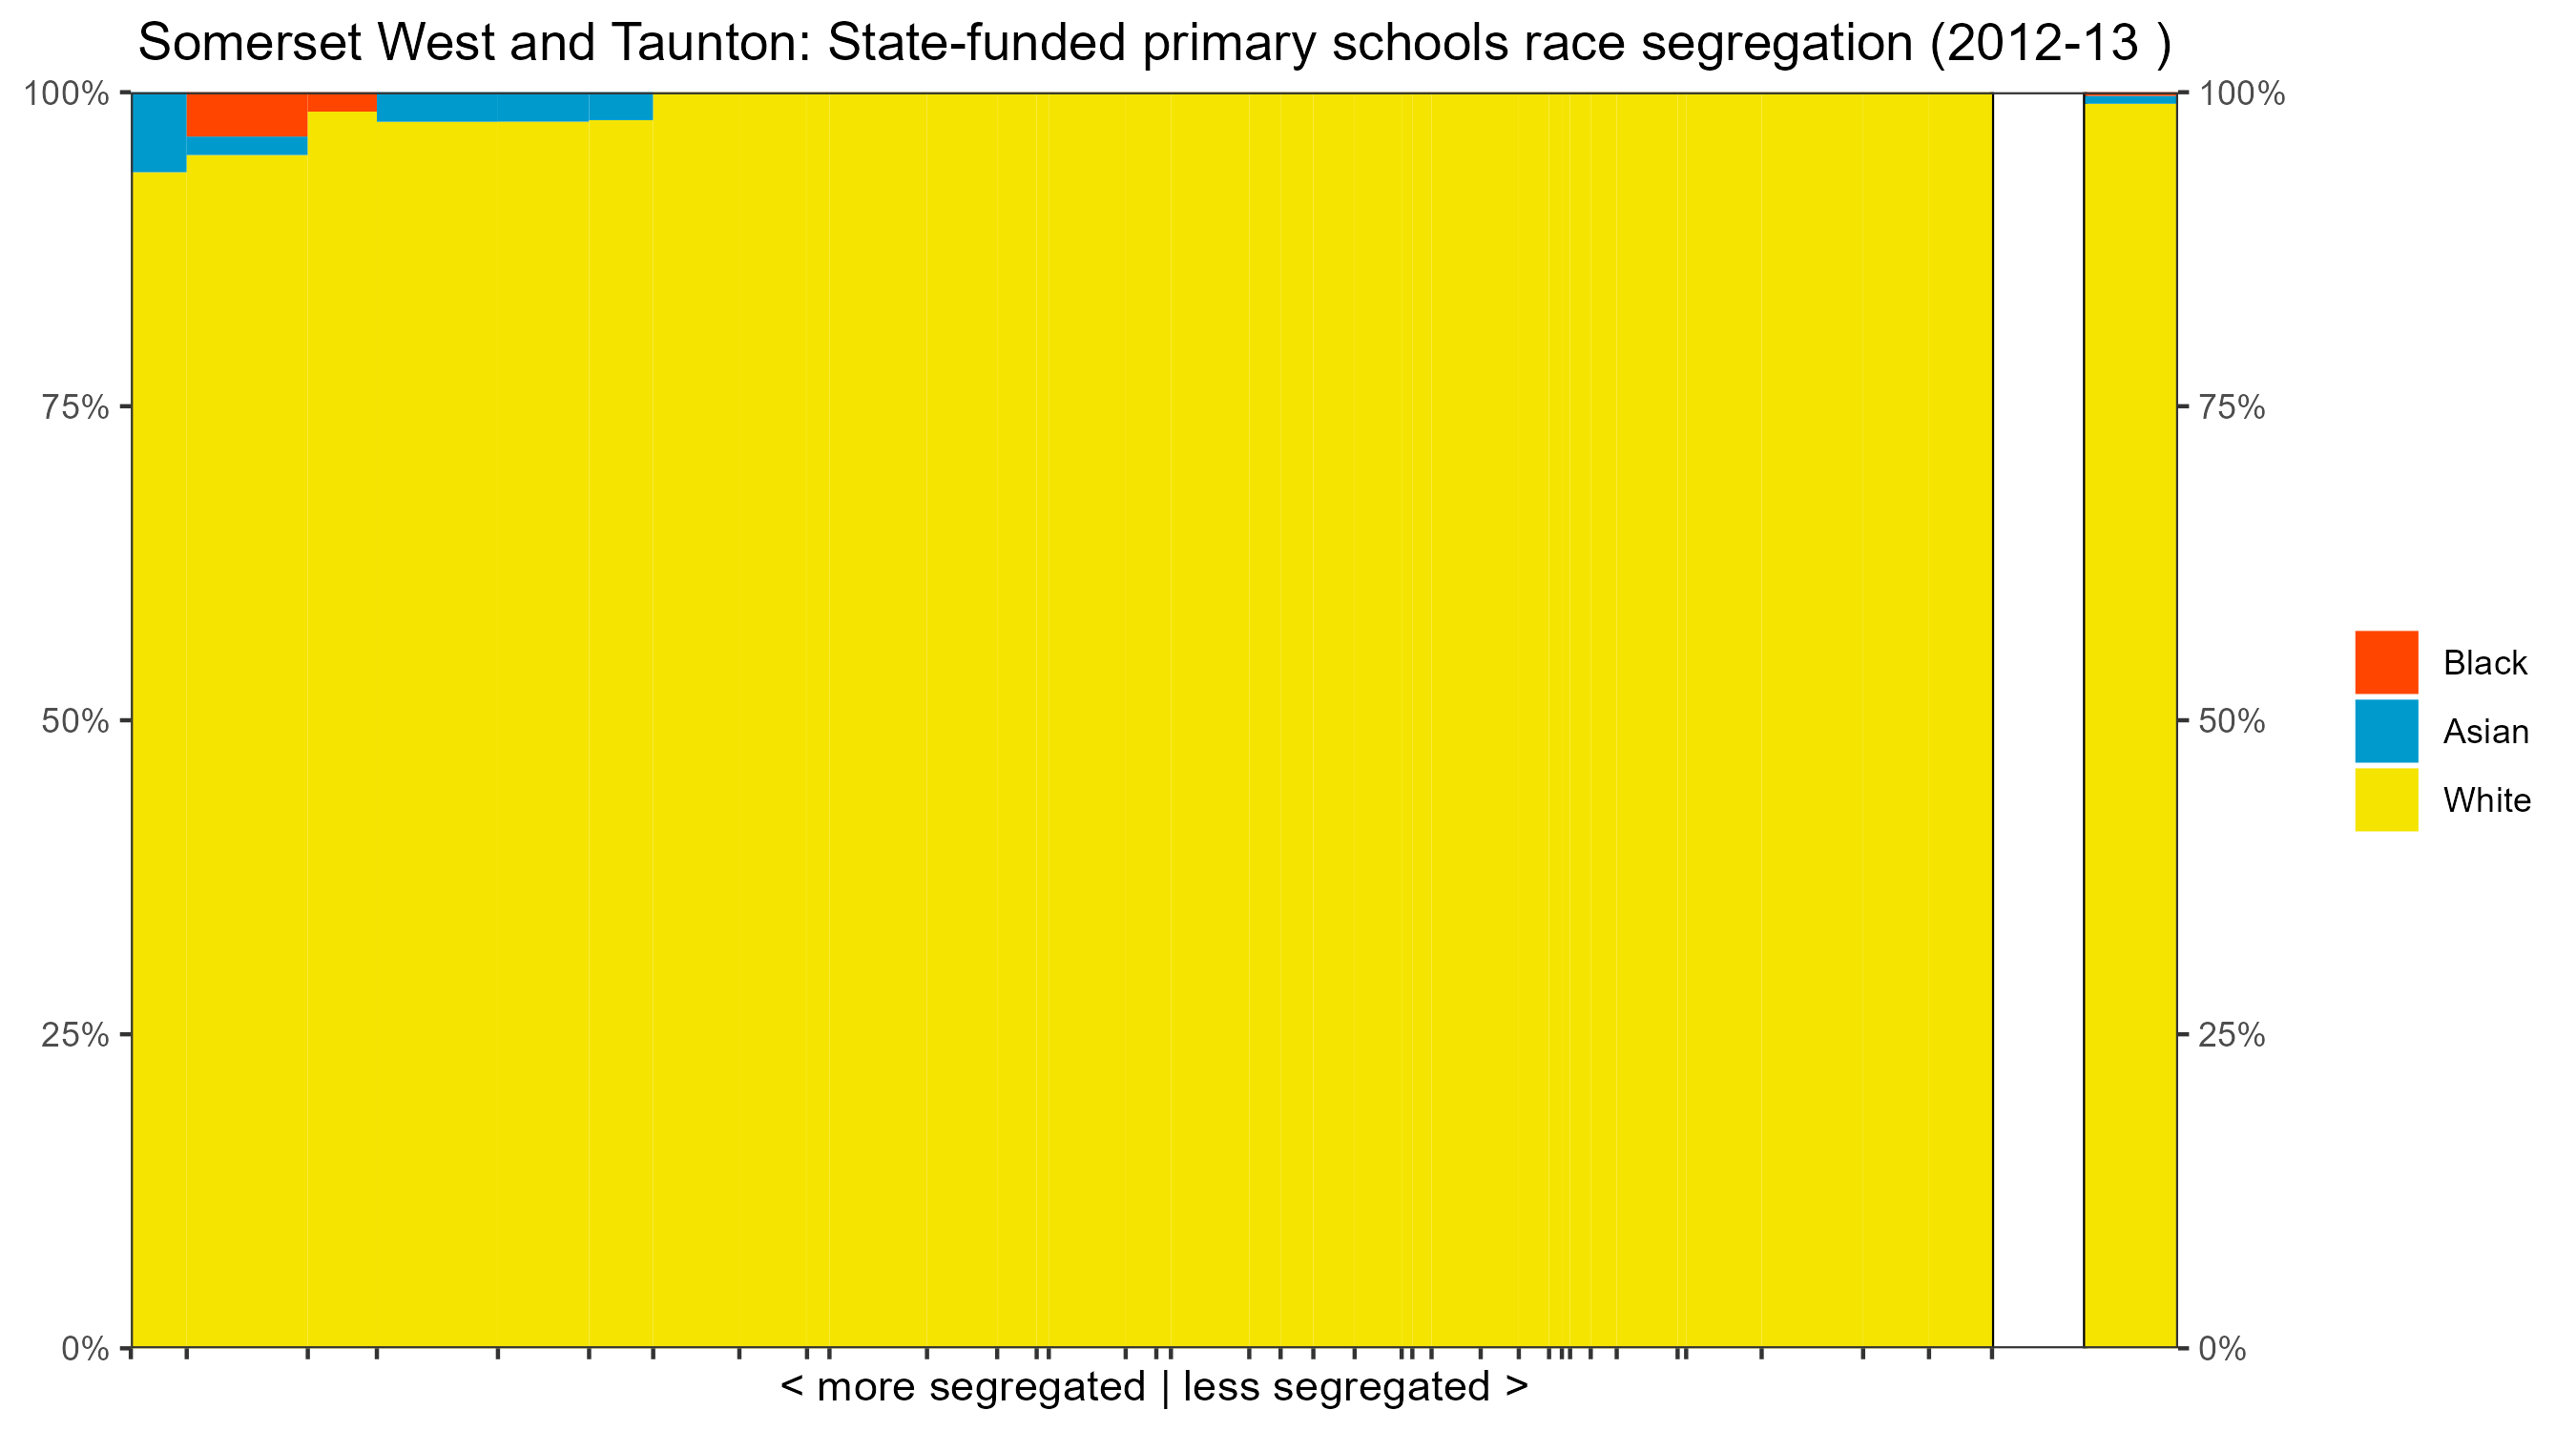 Somerset West and Taunton: State-funded primary schools race segregation (2012-13 )
100%
75%
50%
25%
0%
100%
75%
50%
25%
0%
Black
Asian
White
< more segregated | less segregated >